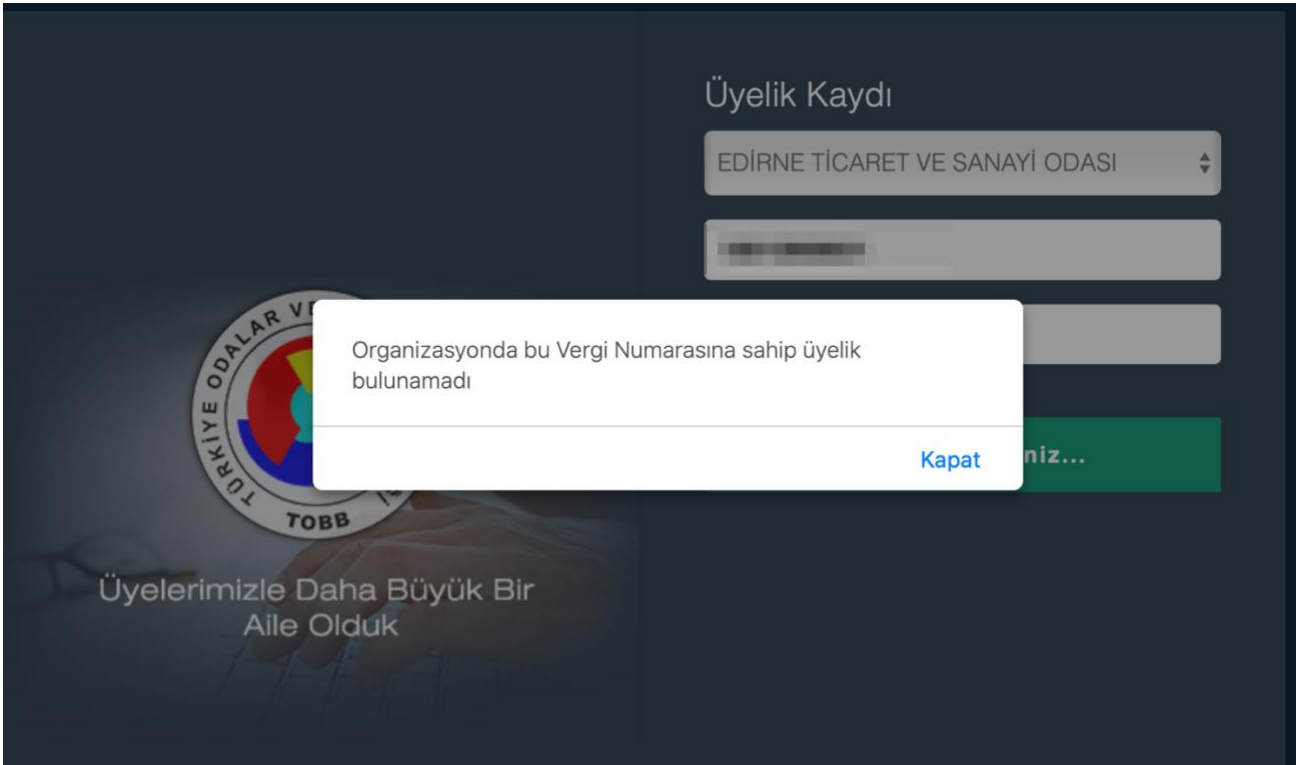 Üyelik Kaydı
EDİRNE TİCARET VE SANAYİ ODASI
Organizasyonda bu Vergi Numarasına sahip üyelik
bulunamadı
Kapat
niz...
TÜRKİYE ODALAR VE
TOBB
Üyelerimizle Daha Büyük Bir
Aile Olduk